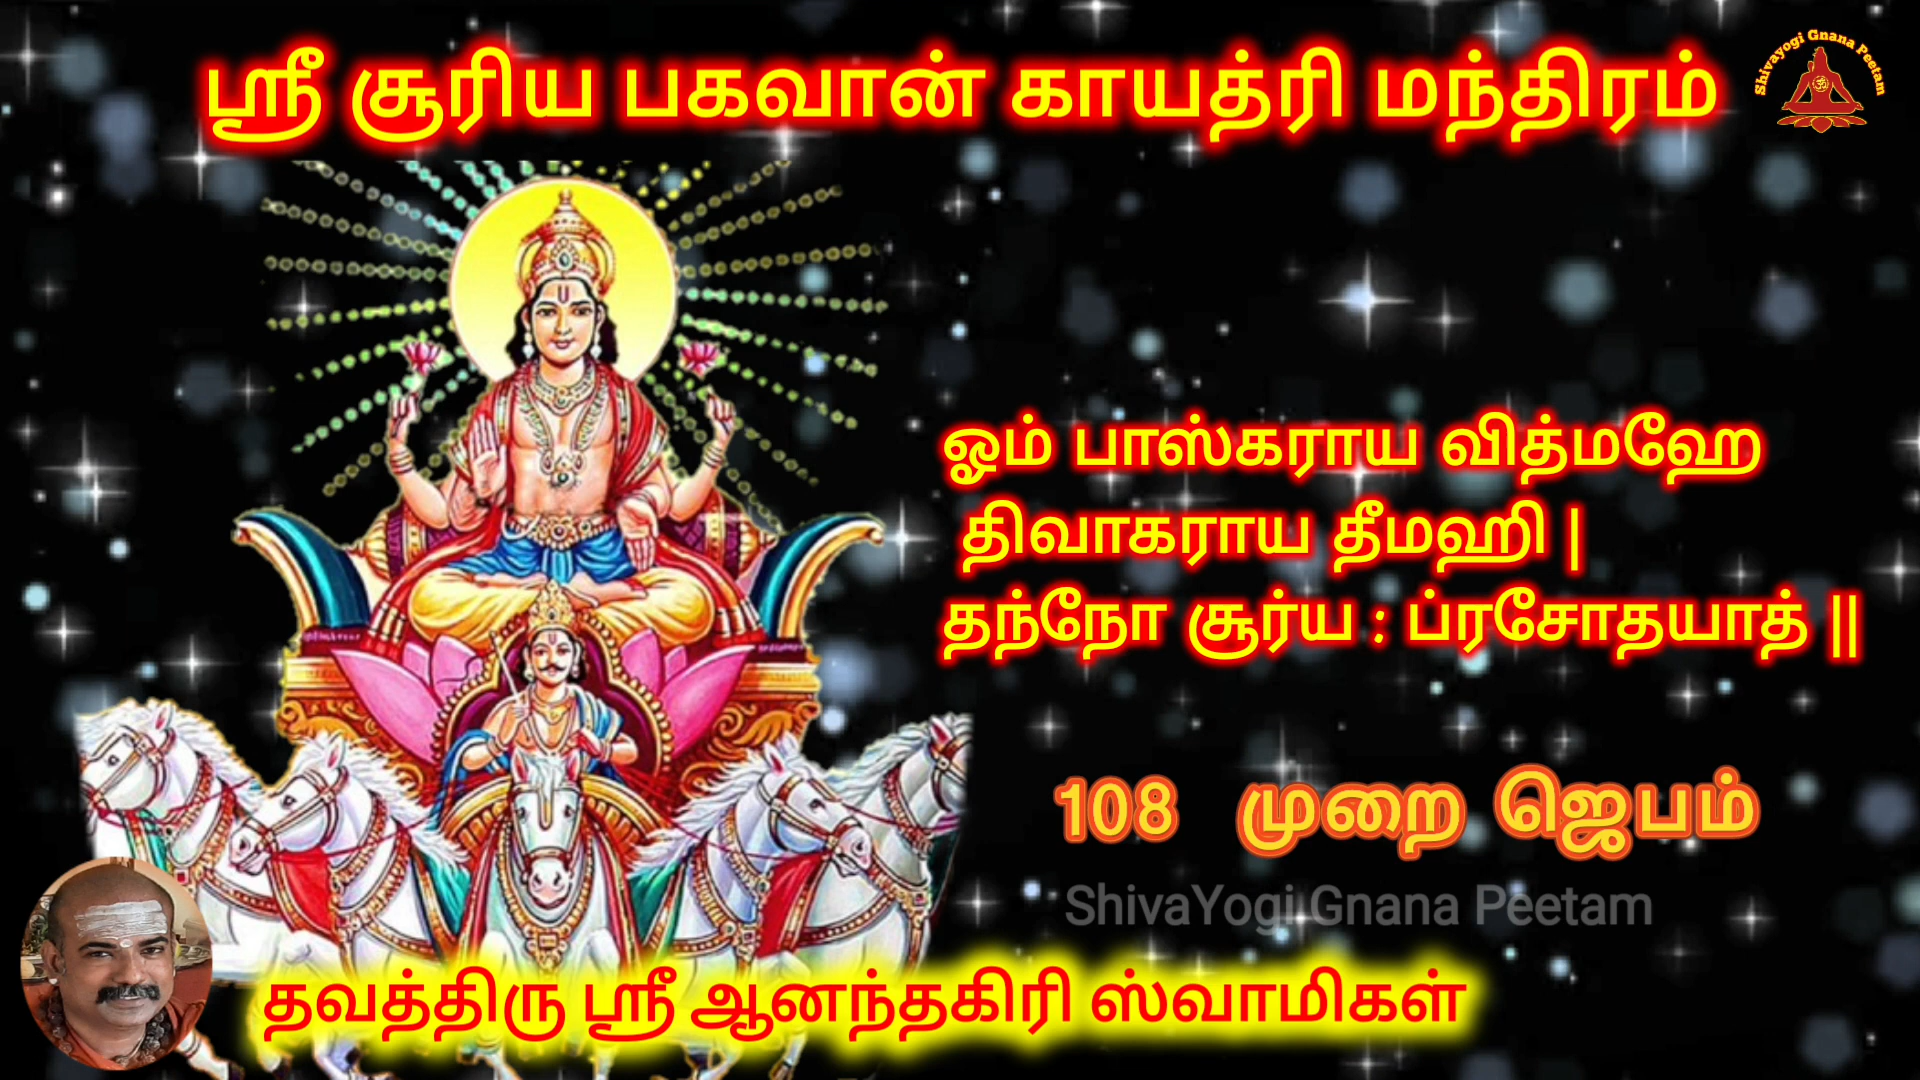 ஸ்ரீ சூரிய பகவான் காயத்ரி மந்திரம்
Shivayogi Gnana Peetam
ஓம் பாஸ்கராய வித்மஹே
திவாகராய தீமஹி |
தந்நோ சூர்ய : ப்ரசோதயாத் ||
108 முறை ஜெபம்
ShivaYogi Gnana Peetam
தவத்திரு ஸ்ரீ ஆனந்தகிரி ஸ்வாமிகள்